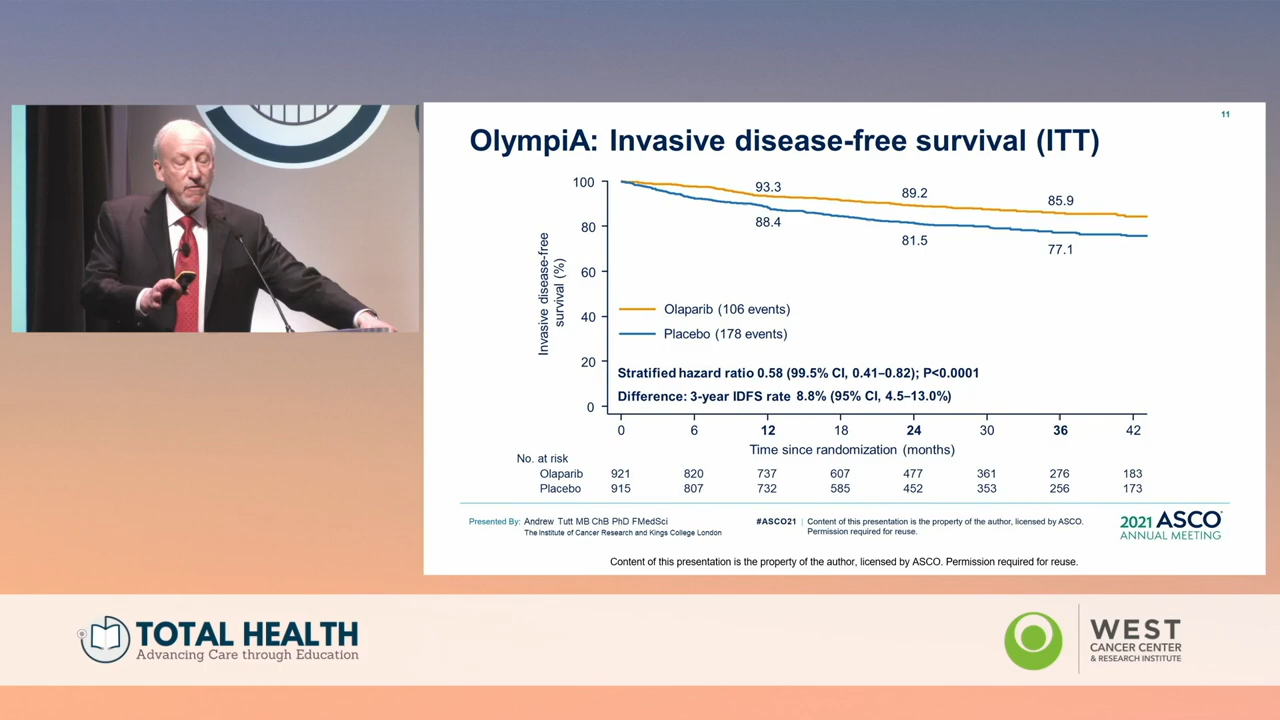 11
OlympiA: Invasive disease-free survival (ITT)
Invasive disease-free
survival (%)
100
80
60
40
20
0
93.3
89.2
85.9
88.4
81.5
77.1
Olaparib (106 events)
Placebo (178 events)
Stratified hazard ratio 0.58 (99.5% CI, 0.41–0.82); P<0.0001
Difference: 3-year IDFS rate 8.8% (95% CI, 4.5–13.0%)
0 6 12 18 24 30 36 42
Time since randomization (months)
No. at risk
Olaparib 921 820 737 607 477 361 276 183
Placebo 915 807 732 585 452 353 256 173
Presented By: Andrew Tutt MB ChB PhD FMedSci
The Institute of Cancer Research and Kings College London
#ASCO21 | Content of this presentation is the property of the author, licensed by ASCO.
Permission required for reuse.
2021 ASCO
ANNUAL MEETING
Content of this presentation is the property of the author, licensed by ASCO. Permission required for reuse.
TOTAL HEALTH
Advancing Care through Education
WEST
CANCER CENTER
& RESEARCH INSTITUTE